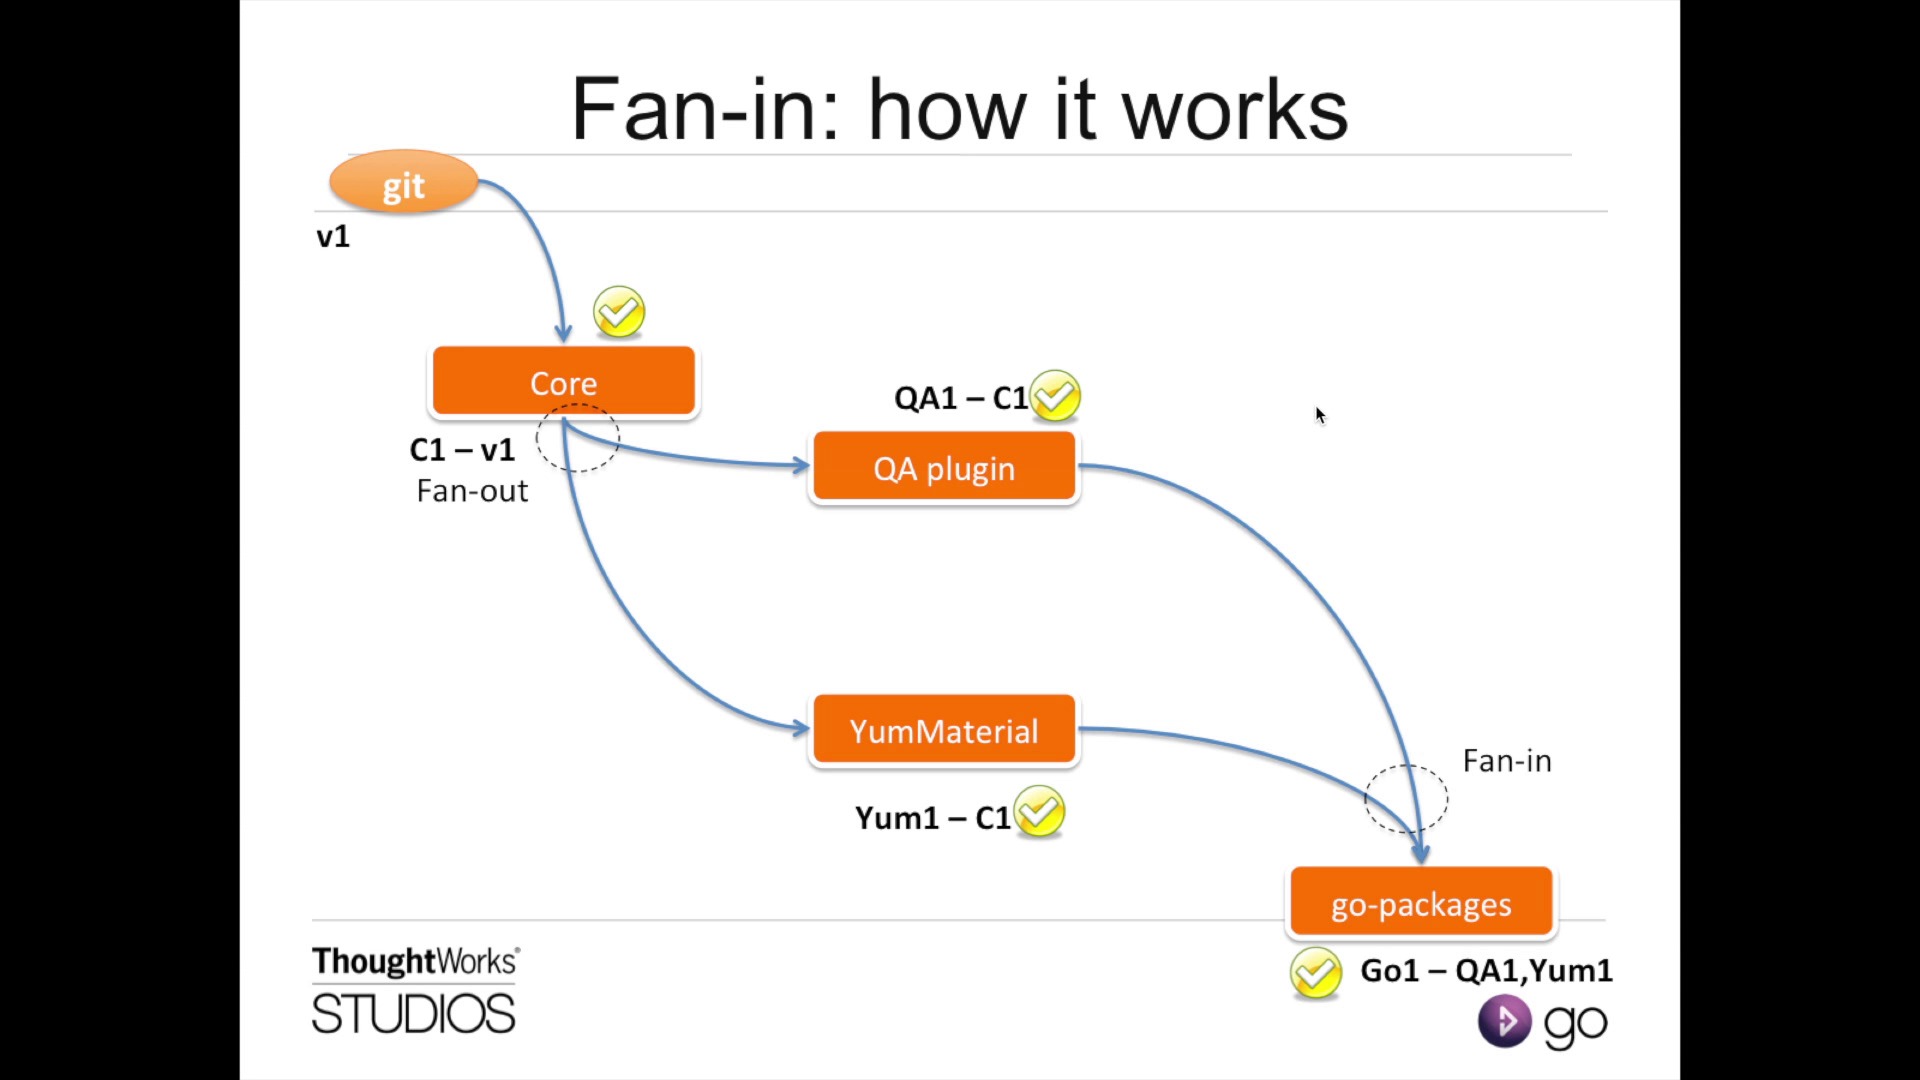 Fan-in: how it works
git
v1
Core
QA1 – C1
C1 – v1
QA plugin
Fan-out
YumMaterial
Fan-in
Yum1 – C1
go-packages
ThoughtWorks®
STUDIOS
Go1 – QA1,Yum1
go